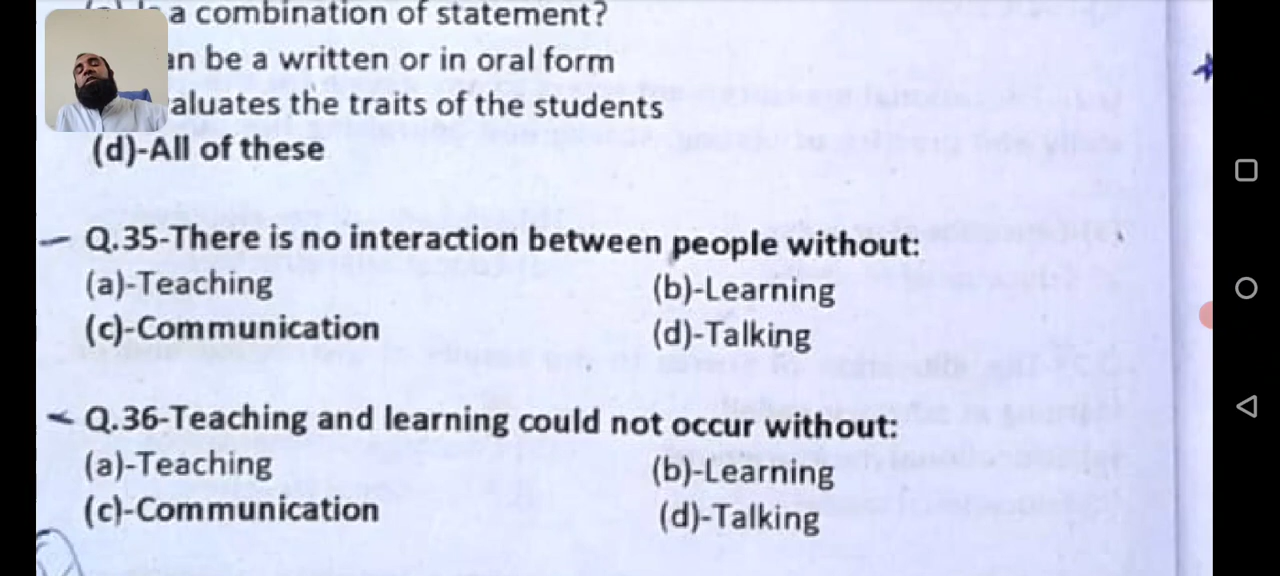 a combination of statement?
an be a written or in oral form
aluates the traits of the students
(d)-All of these
Q.35-There is no interaction between people without:
(a)-Teaching (b)-Learning
(c)-Communication (d)-Talking
Q.36-Teaching and learning could not occur without:
(a)-Teaching (b)-Learning
(c)-Communication (d)-Talking